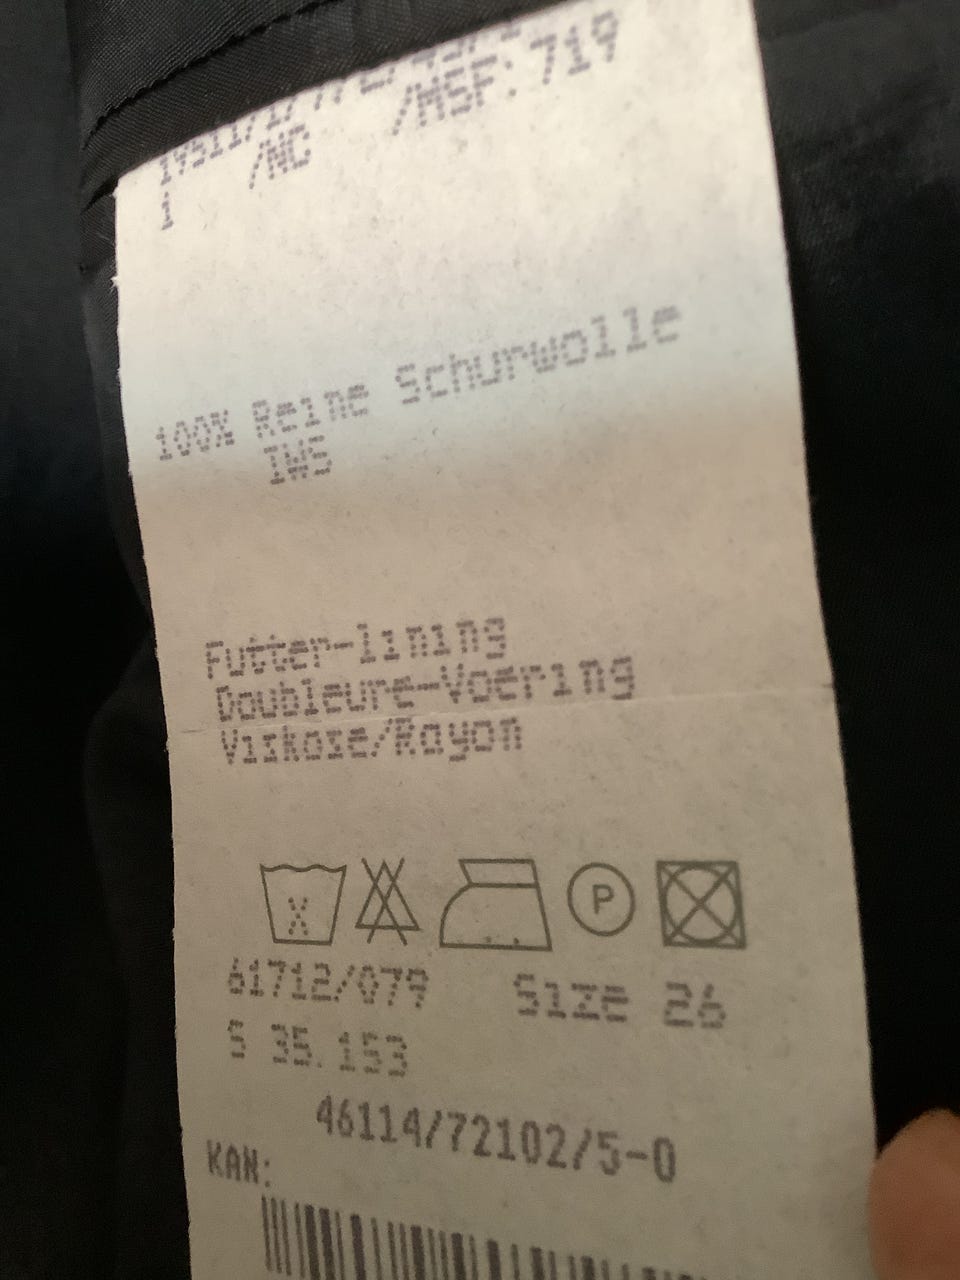 /MSF: 719
/NC
1
100% Reine Schurwolle
IWS
Futter-lining
Doubleure-Voering
Viskose/Rayon
X
P
61712/079 Size 26
S 35.153
46114/72102/5-0
KAN: